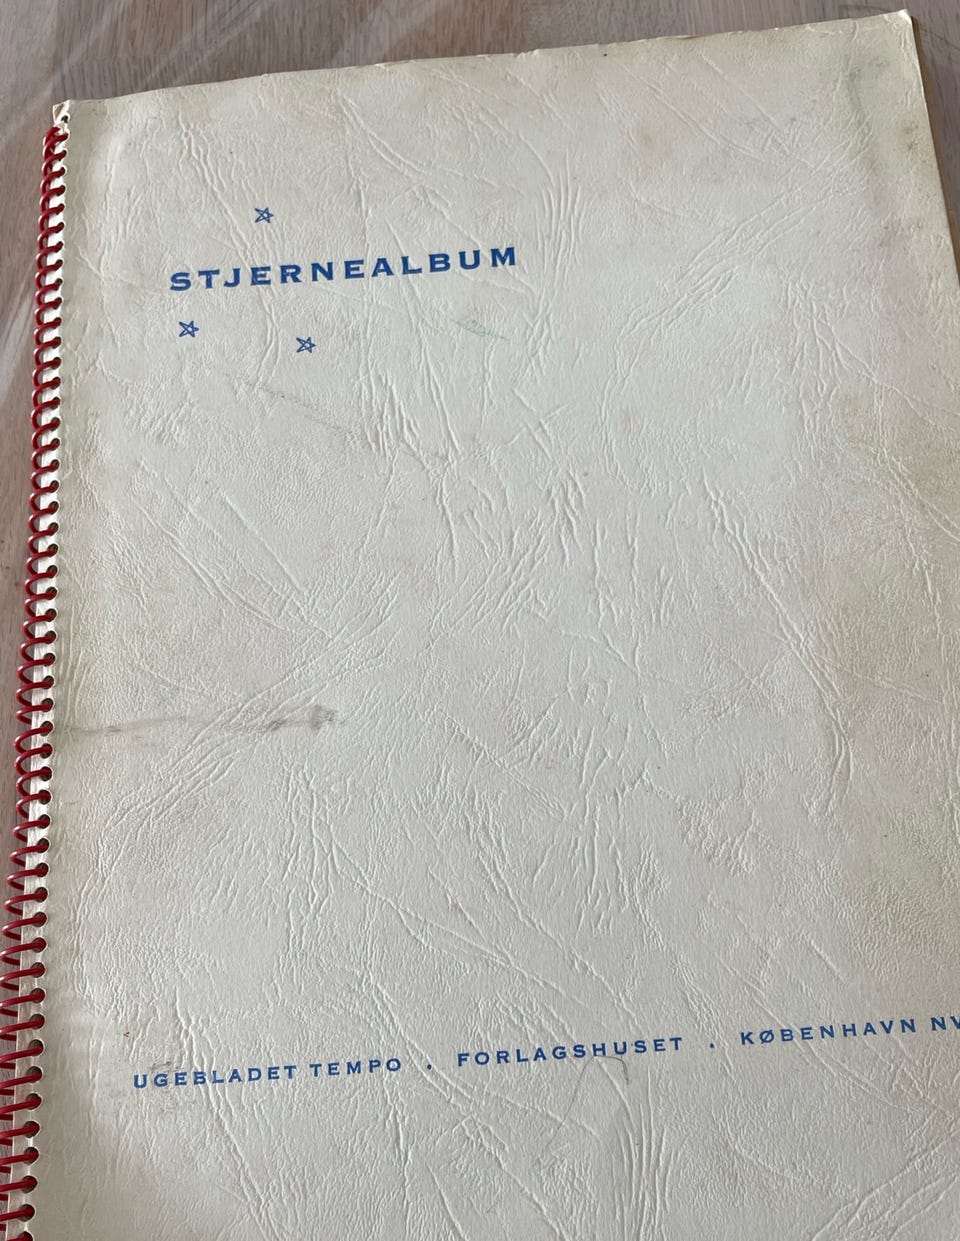 STJERNEALBUM
UGEBLADET TEMPO . FORLAGSHUSET . KØBENHAVN NV